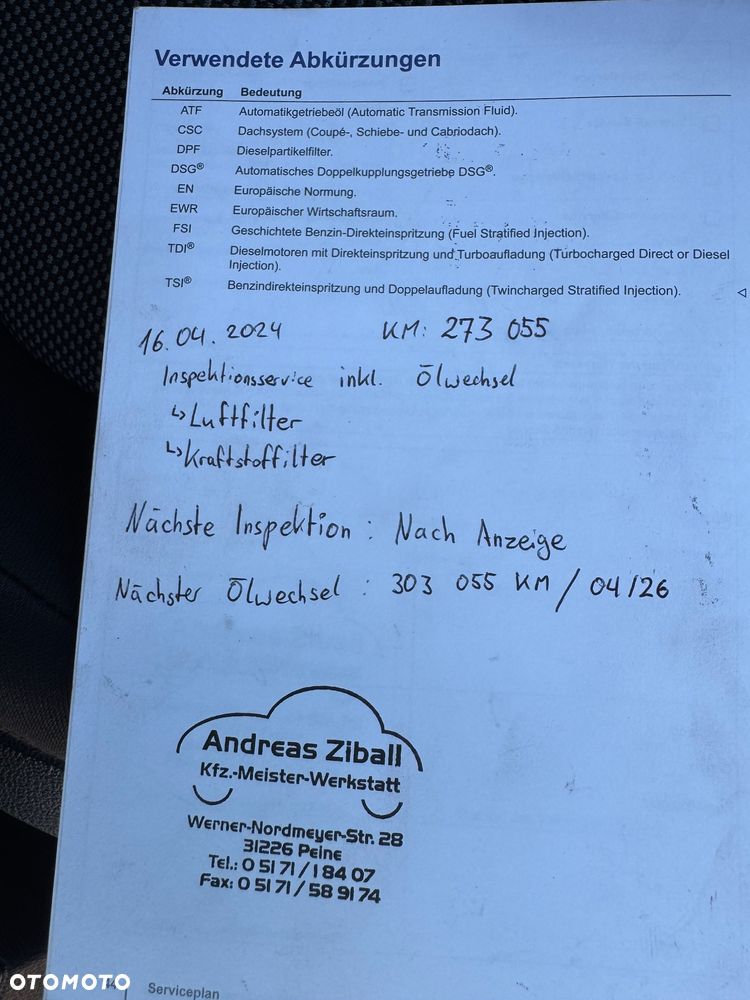 Verwendete Abkürzungen
Abkürzung Bedeutung
ATF Automatikgetriebeöl (Automatic Transmission Fluid).
CSC Dachsystem (Coupé-, Schiebe- und Cabriodach).
DPF Dieselpartikelfilter.
DSG® Automatisches Doppelkupplungsgetriebe DSG®.
EN Europäische Normung.
EWR Europäischer Wirtschaftsraum.
FSI Geschichtete Benzin-Direkteinspritzung (Fuel Stratified Injection).
TDI® Dieselmotoren mit Direkteinspritzung und Turboaufladung (Turbocharged Direct or Diesel
Injection).
TSI® Benzindirekteinspritzung und Doppelaufladung (Twincharged Stratified Injection).
16.04.2024 KM: 273 055
Inspektionsservice inkl. Ölwechsel
↳ Luftfilter
↳ Kraftstoffilter
Nächste Inspektion : Nach Anzeige
Nächster Ölwechsel : 303 055 KM / 04/26
Andreas Ziball
Kfz.-Meister-Werkstatt
Werner-Nordmeyer-Str. 28
31226 Peine
Tel.: 0 51 71 / 1 84 07
Fax: 0 51 71 / 58 91 74
Serviceplan
OTOMOTO